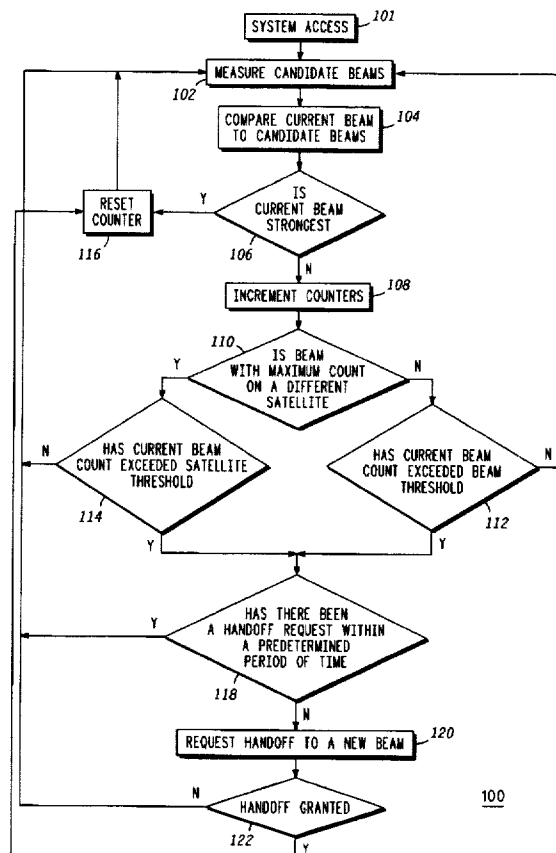 SYSTEM ACCESS
101
MEASURE CANDIDATE BEAMS
102
COMPARE CURRENT BEAM
TO CANDIDATE BEAMS
104
IS
CURRENT BEAM
STRONGEST
106
Y
RESET
COUNTER
116
N
INCREMENT COUNTERS
108
110
IS BEAM
WITH MAXIMUM COUNT
ON A DIFFERENT
SATELLITE
Y
N
HAS CURRENT BEAM
COUNT EXCEEDED SATELLITE
THRESHOLD
114
N
Y
HAS CURRENT BEAM
COUNT EXCEEDED BEAM
THRESHOLD
112
N
Y
HAS THERE BEEN
A HANDOFF REQUEST WITHIN
A PREDETERMINED
PERIOD OF TIME
118
Y
N
REQUEST HANDOFF TO A NEW BEAM
120
HANDOFF GRANTED
122
N
Y
100